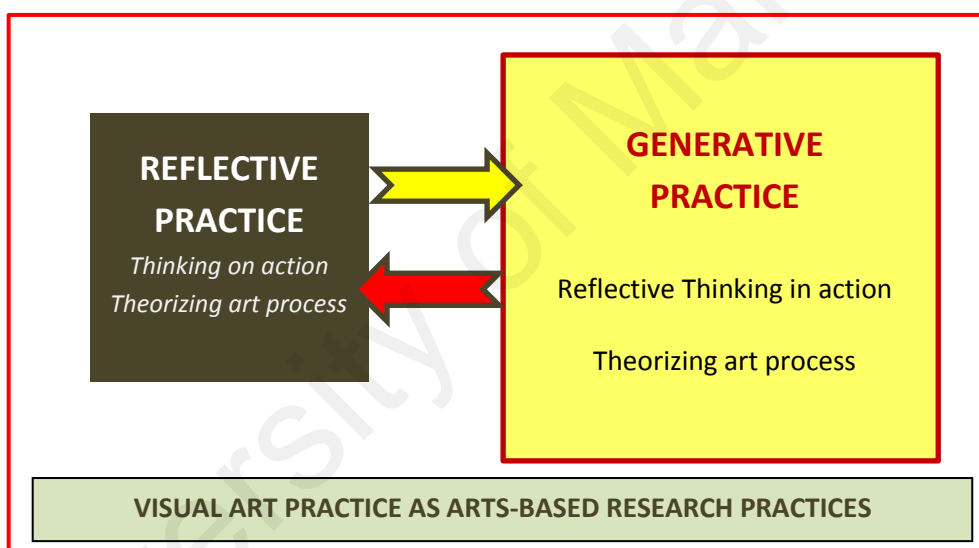 REFLECTIVE
PRACTICE
Thinking on action
Theorizing art process
GENERATIVE
PRACTICE
Reflective Thinking in action
Theorizing art process
VISUAL ART PRACTICE AS ARTS-BASED RESEARCH PRACTICES